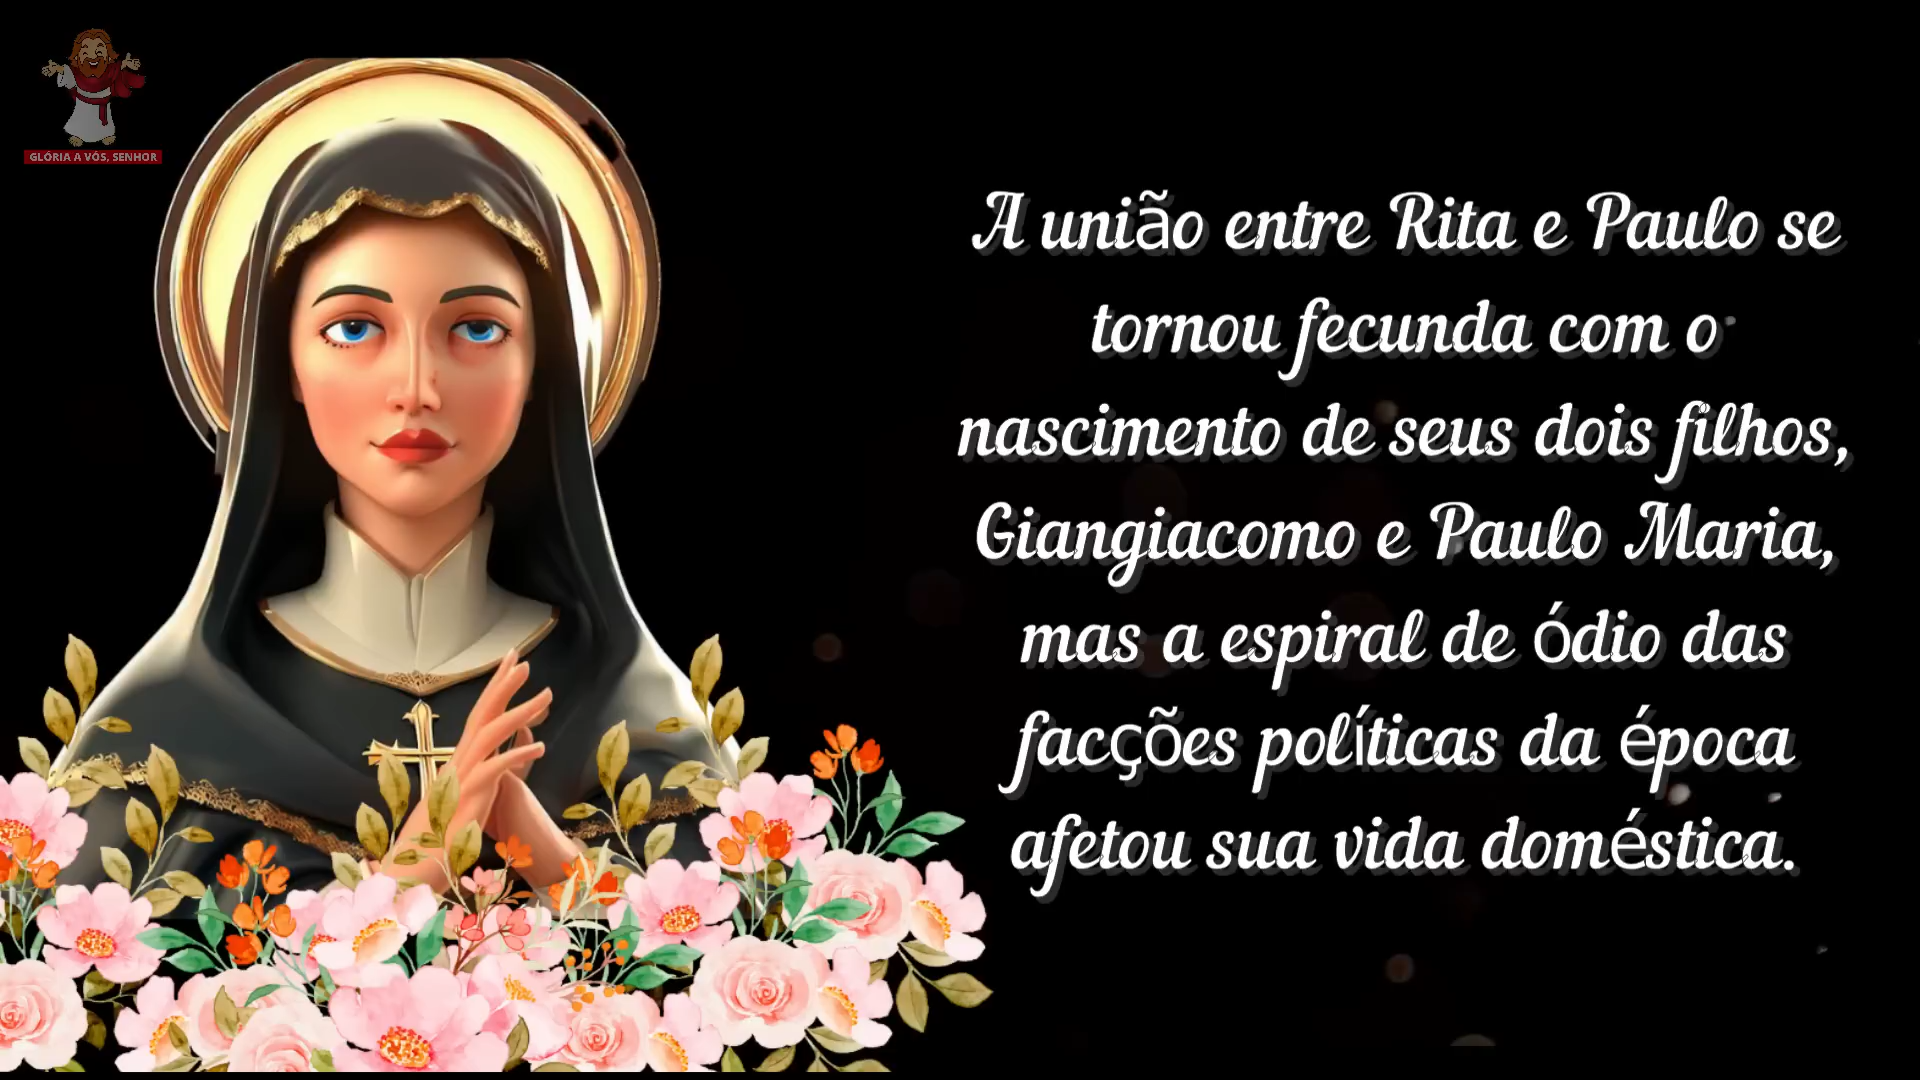 GLÓRIA A VÓS, SENHOR
A união entre Rita e Paulo se
tornou fecunda com o
nascimento de seus dois filhos,
Giangiacomo e Paulo Maria,
mas a espiral de ódio das
facções políticas da época
afetou sua vida doméstica.